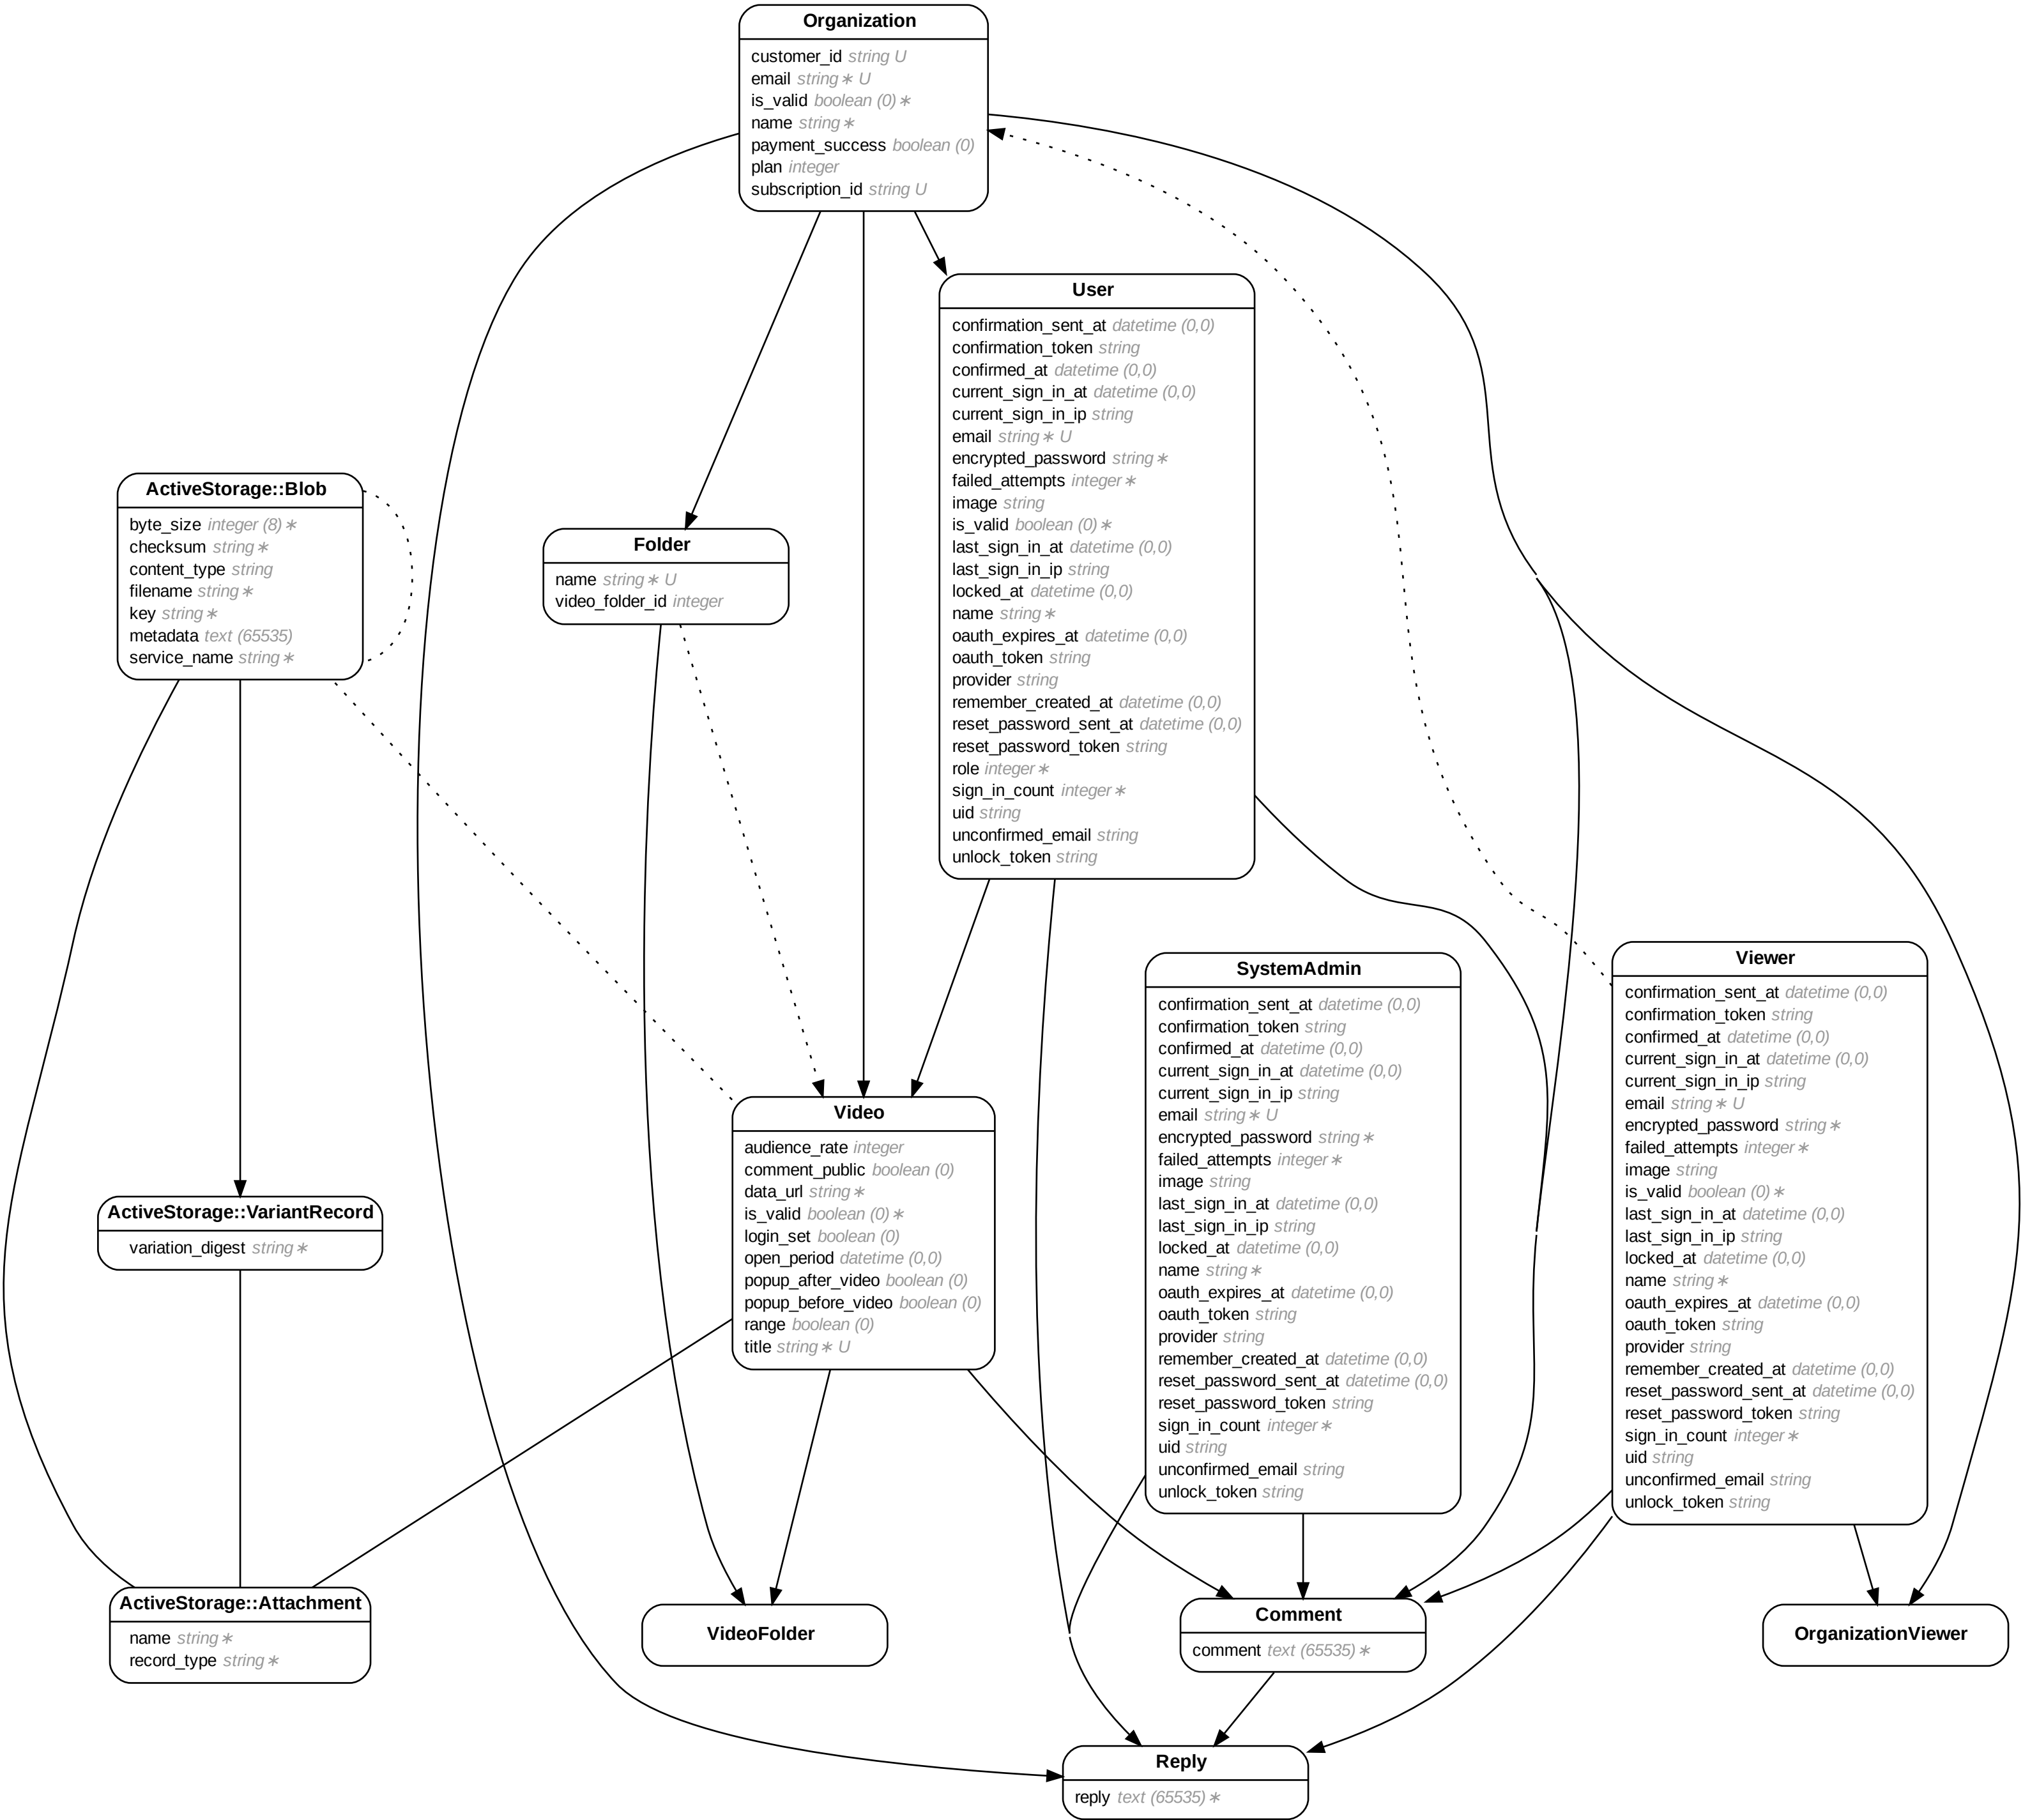 Organization
customer_id string U
email string∗ U
is_valid boolean (0)∗
name string∗
payment_success boolean (0)
plan integer
subscription_id string U
User
confirmation_sent_at datetime (0,0)
confirmation_token string
confirmed_at datetime (0,0)
current_sign_in_at datetime (0,0)
current_sign_in_ip string
email string∗ U
encrypted_password string∗
failed_attempts integer∗
image string
is_valid boolean (0)∗
last_sign_in_at datetime (0,0)
last_sign_in_ip string
locked_at datetime (0,0)
name string∗
oauth_expires_at datetime (0,0)
oauth_token string
provider string
remember_created_at datetime (0,0)
reset_password_sent_at datetime (0,0)
reset_password_token string
role integer∗
sign_in_count integer∗
uid string
unconfirmed_email string
unlock_token string
ActiveStorage::Blob
byte_size integer (8)∗
checksum string∗
content_type string
filename string∗
key string∗
metadata text (65535)
service_name string∗
Folder
name string∗ U
video_folder_id integer
SystemAdmin
confirmation_sent_at datetime (0,0)
confirmation_token string
confirmed_at datetime (0,0)
current_sign_in_at datetime (0,0)
current_sign_in_ip string
email string∗ U
encrypted_password string∗
failed_attempts integer∗
image string
last_sign_in_at datetime (0,0)
last_sign_in_ip string
locked_at datetime (0,0)
name string∗
oauth_expires_at datetime (0,0)
oauth_token string
provider string
remember_created_at datetime (0,0)
reset_password_sent_at datetime (0,0)
reset_password_token string
sign_in_count integer∗
uid string
unconfirmed_email string
unlock_token string
Viewer
confirmation_sent_at datetime (0,0)
confirmation_token string
confirmed_at datetime (0,0)
current_sign_in_at datetime (0,0)
current_sign_in_ip string
email string∗ U
encrypted_password string∗
failed_attempts integer∗
image string
is_valid boolean (0)∗
last_sign_in_at datetime (0,0)
last_sign_in_ip string
locked_at datetime (0,0)
name string∗
oauth_expires_at datetime (0,0)
oauth_token string
provider string
remember_created_at datetime (0,0)
reset_password_sent_at datetime (0,0)
reset_password_token string
sign_in_count integer∗
uid string
unconfirmed_email string
unlock_token string
Video
audience_rate integer
comment_public boolean (0)
data_url string∗
is_valid boolean (0)∗
login_set boolean (0)
open_period datetime (0,0)
popup_after_video boolean (0)
popup_before_video boolean (0)
range boolean (0)
title string∗ U
ActiveStorage::VariantRecord
variation_digest string∗
ActiveStorage::Attachment
name string∗
record_type string∗
VideoFolder
Comment
comment text (65535)∗
OrganizationViewer
Reply
reply text (65535)∗